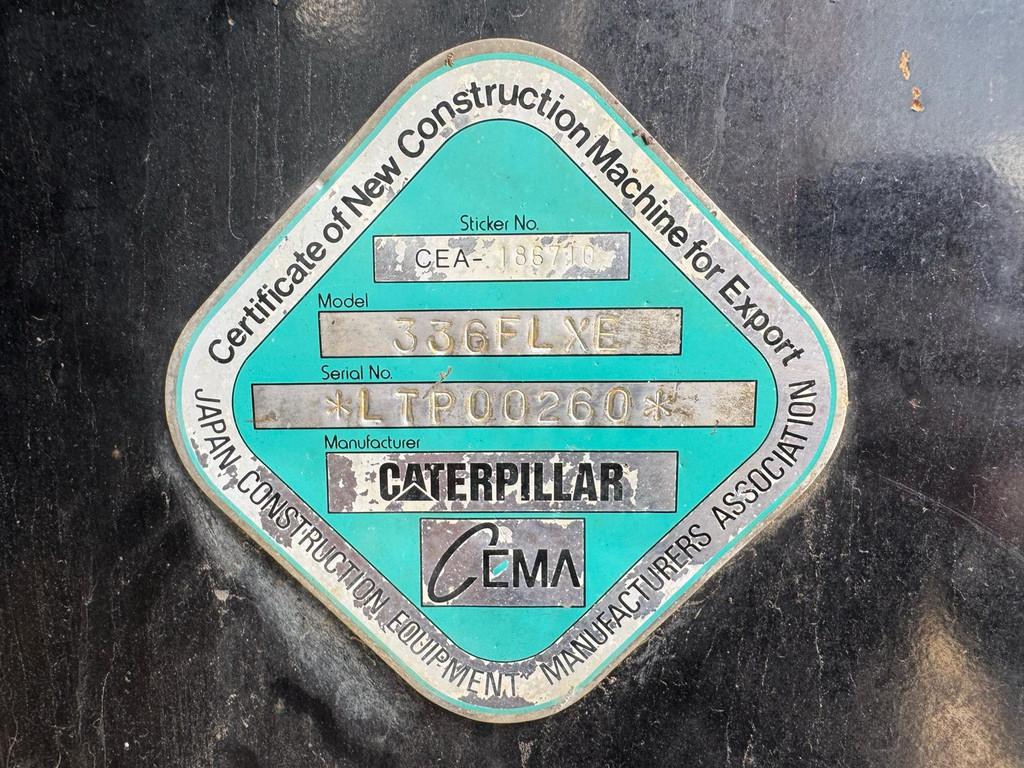 Certificate of New Construction Machine for Export
Sticker No.
CEA- 186710
Model
336FLXE
Serial No.
*LTP00260*
Manufacturer
CATERPILLAR
CEMA
JAPAN CONSTRUCTION EQUIPMENT MANUFACTURERS ASSOCIATION